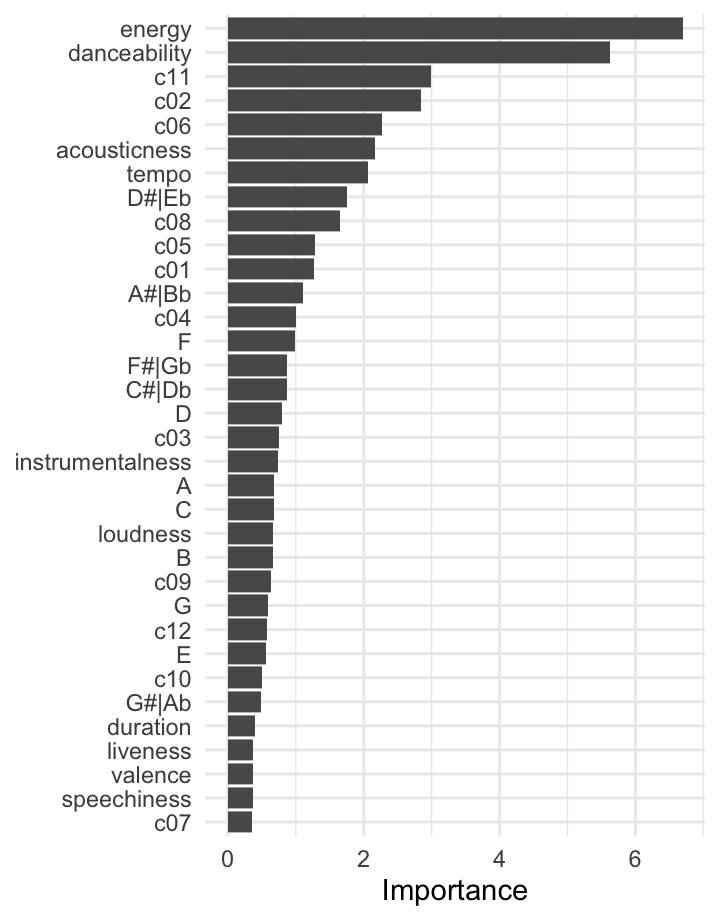 energy
danceability
c11
c02
c06
acousticness
tempo
D#|Eb
c08
c05
c01
A#|Bb
c04
F
F#|Gb
C#|Db
D
c03
instrumentalness
A
C
loudness
B
c09
G
c12
E
c10
G#|Ab
duration
liveness
valence
speechiness
c07
0 2 4 6
Importance